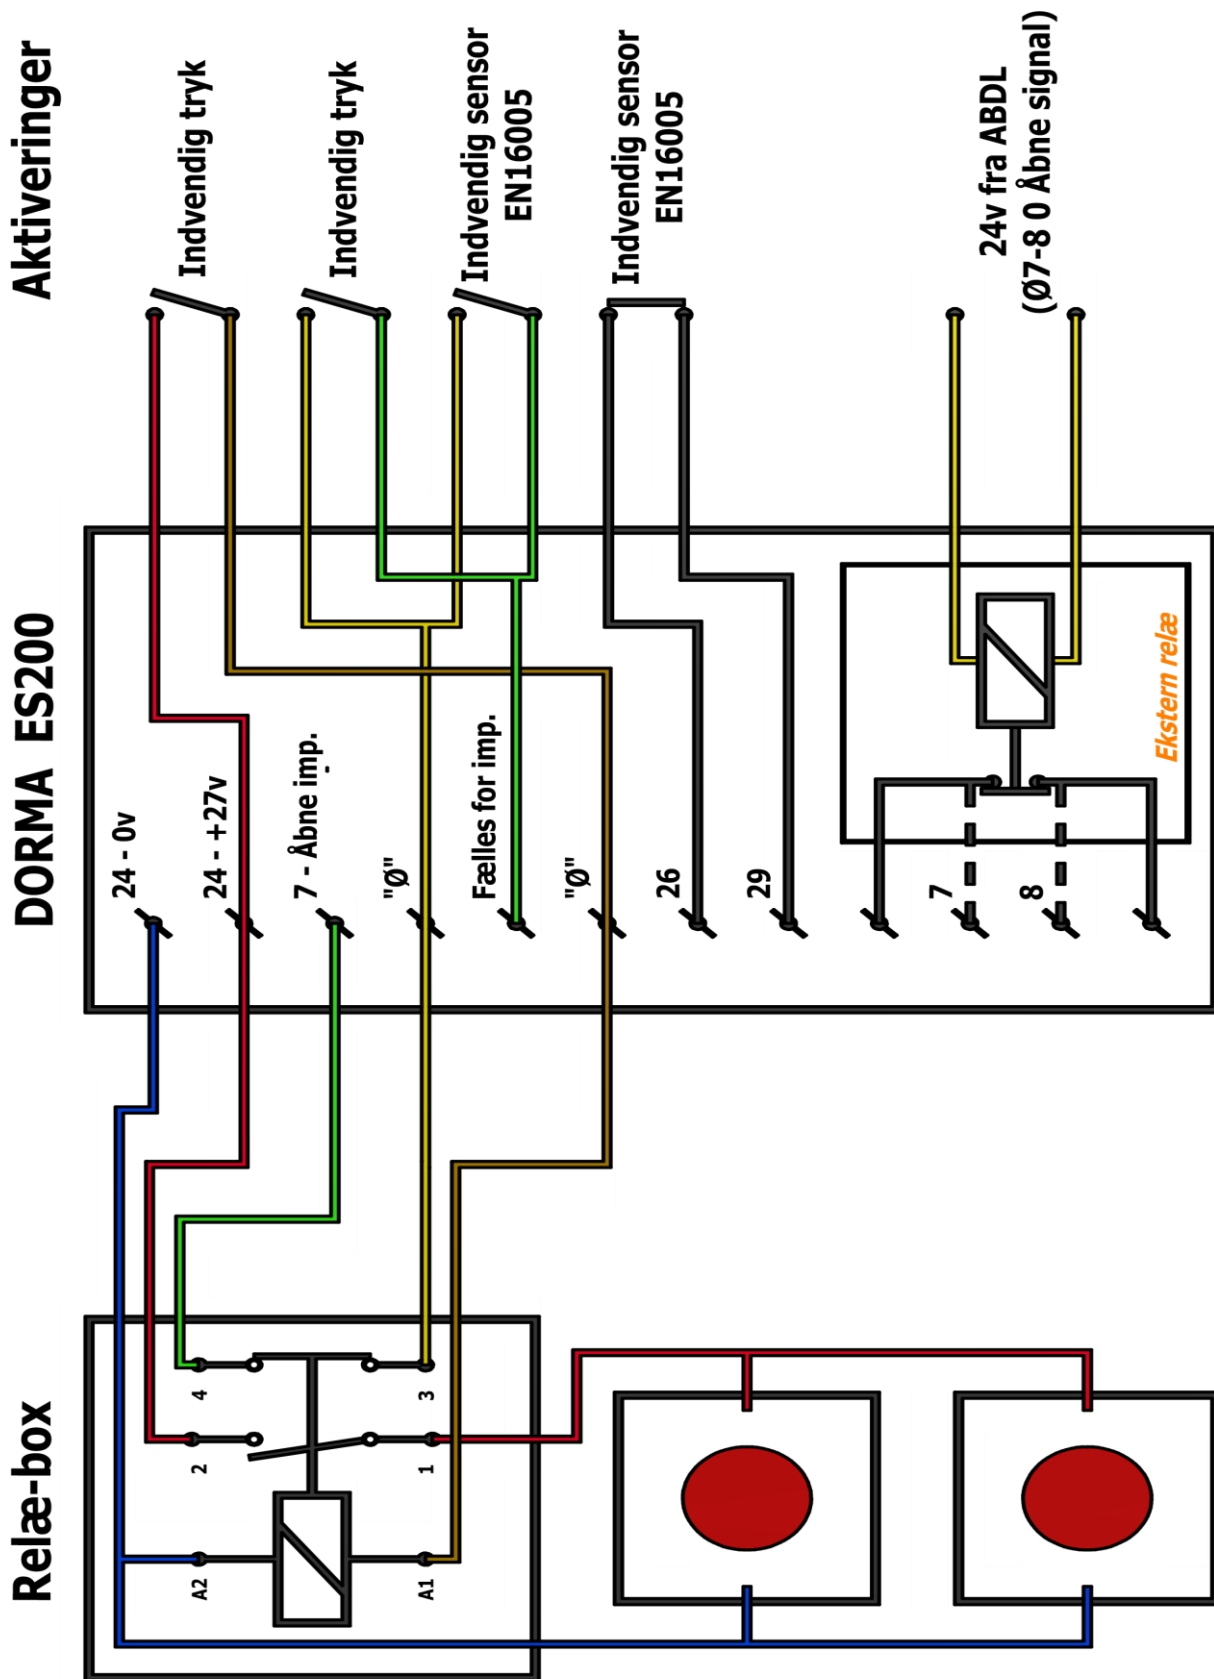 Aktiveringer
Indvendig tryk
Indvendig tryk
Indvendig sensor
EN16005
Indvendig sensor
EN16005
24v fra ABDL
(Ø7-8 0 Åbne signal)
DORMA ES200
24 - 0v
24 - +27v
7 - Åbne imp.
"Ø"
Fælles for imp.
"Ø"
26
29
7
8
Ekstern relæ
Relæ-box
A2
2
4
A1
1
3